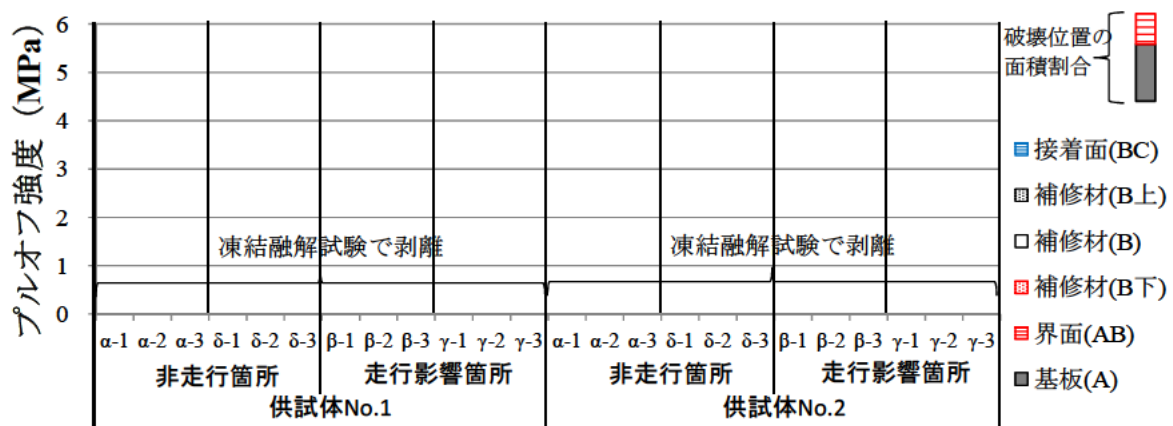 プルオフ強度(MPa)
6
5
4
3
2
1
0
凍結融解試験で剥離
凍結融解試験で剥離
α-1 α-2 α-3 δ-1 δ-2 δ-3 β-1 β-2 β-3 γ-1 γ-2 γ-3 α-1 α-2 α-3 δ-1 δ-2 δ-3 β-1 β-2 β-3 γ-1 γ-2 γ-3
非走行箇所 走行影響箇所 非走行箇所 走行影響箇所
供試体No.1 供試体No.2
破壊位置の
面積割合
接着面(BC)
補修材(B上)
補修材(B)
補修材(B下)
界面(AB)
基板(A)